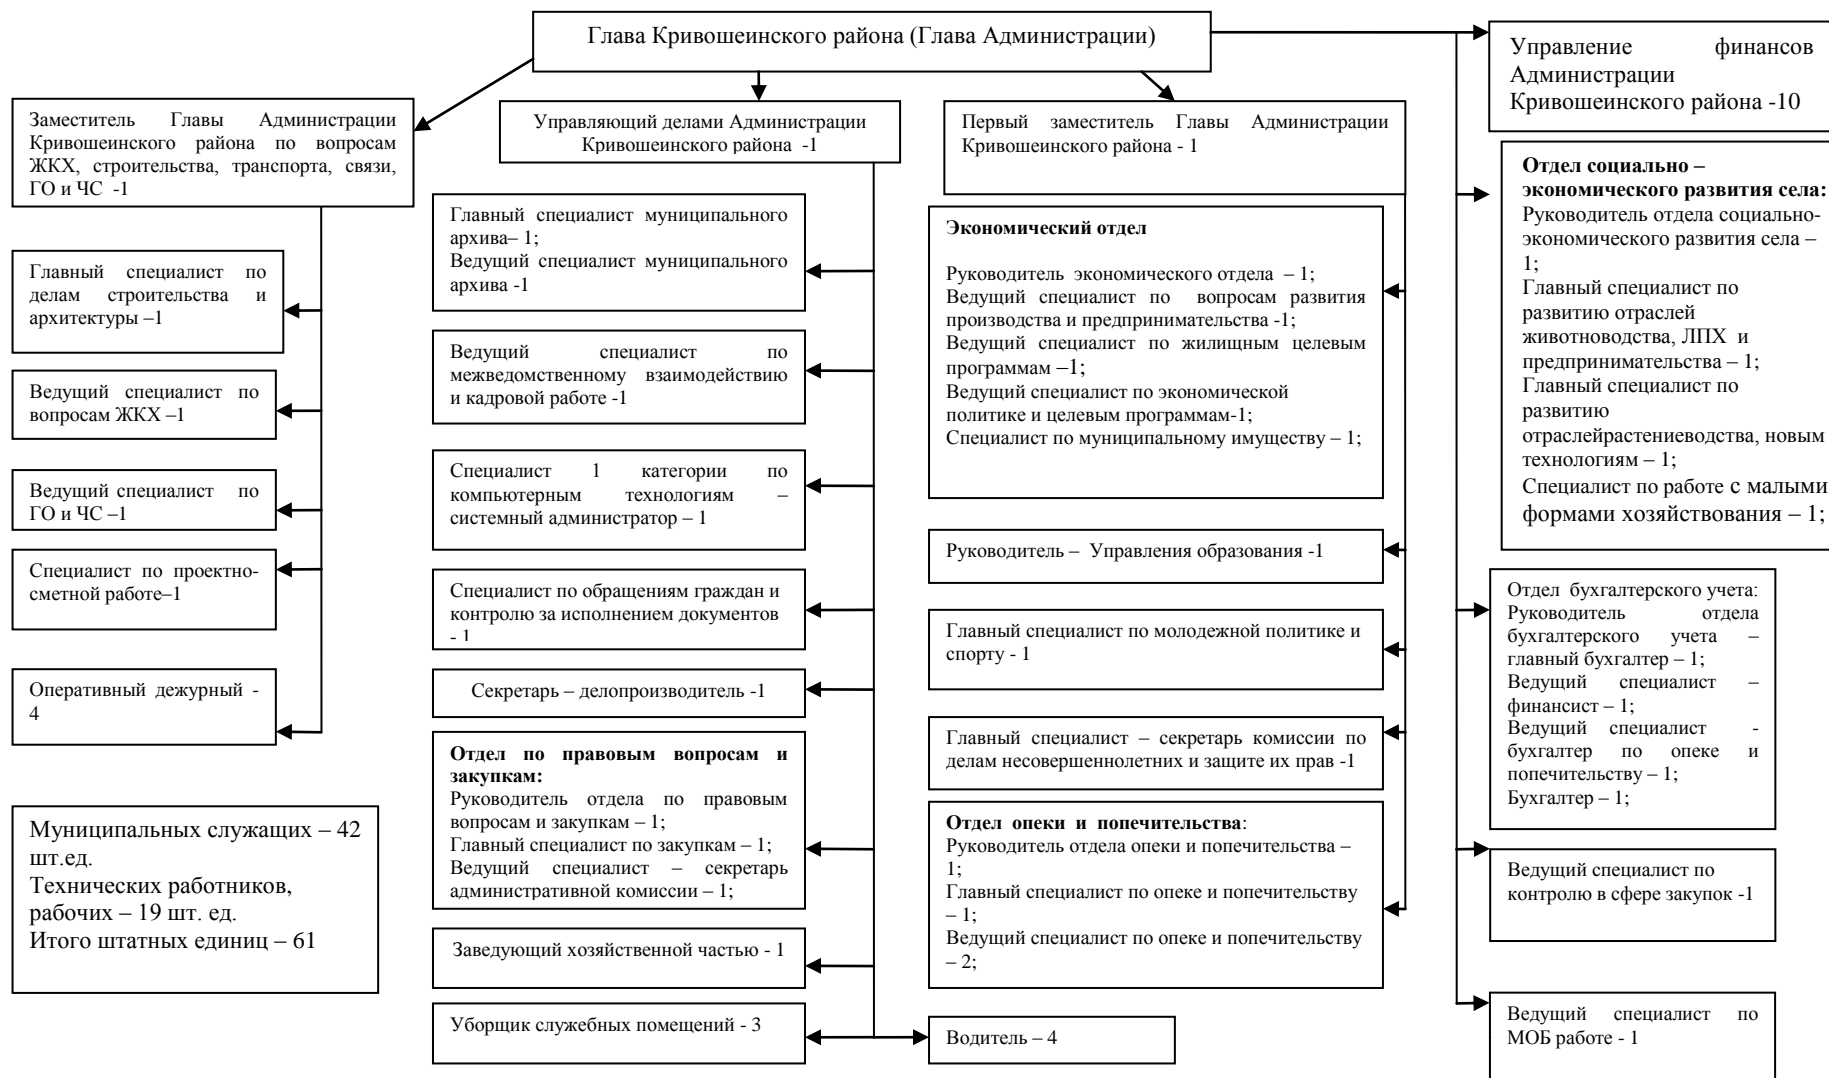 Глава Кривошеинского района (Глава Администрации)
Заместитель Главы Администрации
Кривошеинского района по вопросам
ЖКХ, строительства, транспорта, связи,
ГО и ЧС -1
Главный специалист по
делам строительства и
архитектуры –1
Ведущий специалист по
вопросам ЖКХ –1
Ведущий специалист по
ГО и ЧС –1
Специалист по проектно-
сметной работе–1
Оперативный дежурный -
4
Муниципальных служащих – 42
шт.ед.
Технических работников,
рабочих – 19 шт. ед.
Итого штатных единиц – 61
Управляющий делами Администрации
Кривошеинского района -1
Главный специалист муниципального
архива– 1;
Ведущий специалист муниципального
архива -1
Ведущий специалист по
межведомственному взаимодействию
и кадровой работе -1
Специалист 1 категории по
компьютерным технологиям –
системный администратор – 1
Специалист по обращениям граждан и
контролю за исполнением документов
- 1
Секретарь – делопроизводитель -1
Отдел по правовым вопросам и
закупкам:
Руководитель отдела по правовым
вопросам и закупкам – 1;
Главный специалист по закупкам – 1;
Ведущий специалист – секретарь
административной комиссии – 1;
Заведующий хозяйственной частью - 1
Уборщик служебных помещений - 3
Водитель – 4
Первый заместитель Главы Администрации
Кривошеинского района - 1
Экономический отдел
Руководитель экономического отдела – 1;
Ведущий специалист по вопросам развития
производства и предпринимательства -1;
Ведущий специалист по жилищным целевым
программам –1;
Ведущий специалист по экономической
политике и целевым программам-1;
Специалист по муниципальному имуществу – 1;
Руководитель – Управления образования -1
Главный специалист по молодежной политике и
спорту - 1
Главный специалист – секретарь комиссии по
делам несовершеннолетних и защите их прав -1
Отдел опеки и попечительства:
Руководитель отдела опеки и попечительства –
1;
Главный специалист по опеке и попечительству
– 1;
Ведущий специалист по опеке и попечительству
– 2;
Управление финансов
Администрации
Кривошеинского района -10
Отдел социально –
экономического развития села:
Руководитель отдела социально-
экономического развития села –
1;
Главный специалист по
развитию отраслей
животноводства, ЛПХ и
предпринимательства – 1;
Главный специалист по
развитию
отраслейрастениеводства, новым
технологиям – 1;
Специалист по работе с малыми
формами хозяйствования – 1;
Отдел бухгалтерского учета:
Руководитель отдела
бухгалтерского учета –
главный бухгалтер – 1;
Ведущий специалист –
финансист – 1;
Ведущий специалист -
бухгалтер по опеке и
попечительству – 1;
Бухгалтер – 1;
Ведущий специалист по
контролю в сфере закупок -1
Ведущий специалист по
МОБ работе - 1